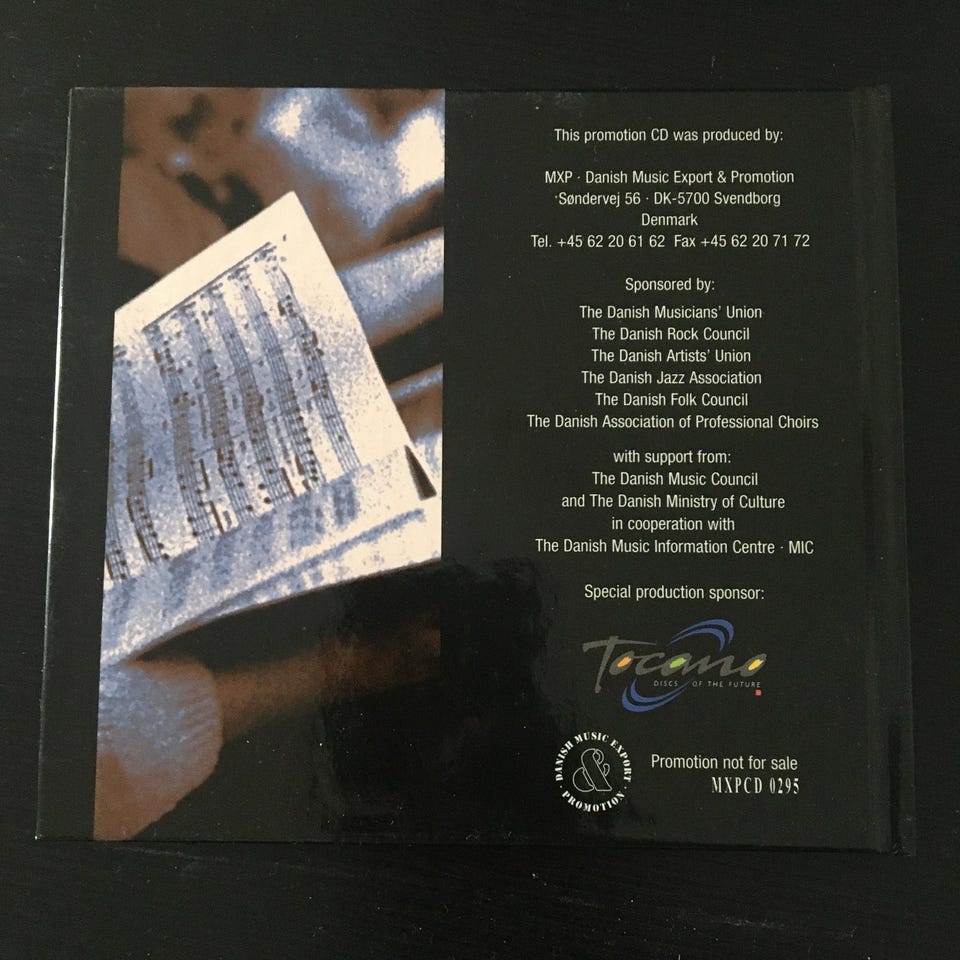 This promotion CD was produced by:
MXP · Danish Music Export & Promotion
Søndervej 56 · DK-5700 Svendborg
Denmark
Tel. +45 62 20 61 62 Fax +45 62 20 71 72
Sponsored by:
The Danish Musicians' Union
The Danish Rock Council
The Danish Artists' Union
The Danish Jazz Association
The Danish Folk Council
The Danish Association of Professional Choirs
with support from:
The Danish Music Council
and The Danish Ministry of Culture
in cooperation with
The Danish Music Information Centre · MIC
Special production sponsor:
Tocano
DISCS OF THE FUTURE
DANISH MUSIC EXPORT
&
· PROMOTION ·
Promotion not for sale
MXPCD 0295